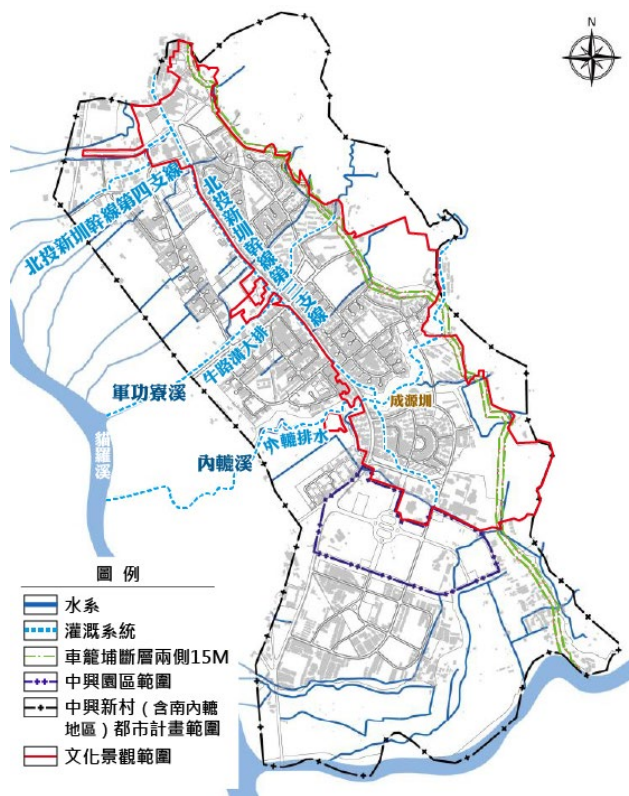 N
北投新圳幹線第四支線
北投新圳幹線第二支線
牛路溝大排
軍功寮溪
成源圳
外轆排水
內轆溪
貓羅溪
圖 例
水系
灌溉系統
車籠埔斷層兩側15M
中興園區範圍
中興新村（含南內轆
地區）都市計畫範圍
文化景觀範圍